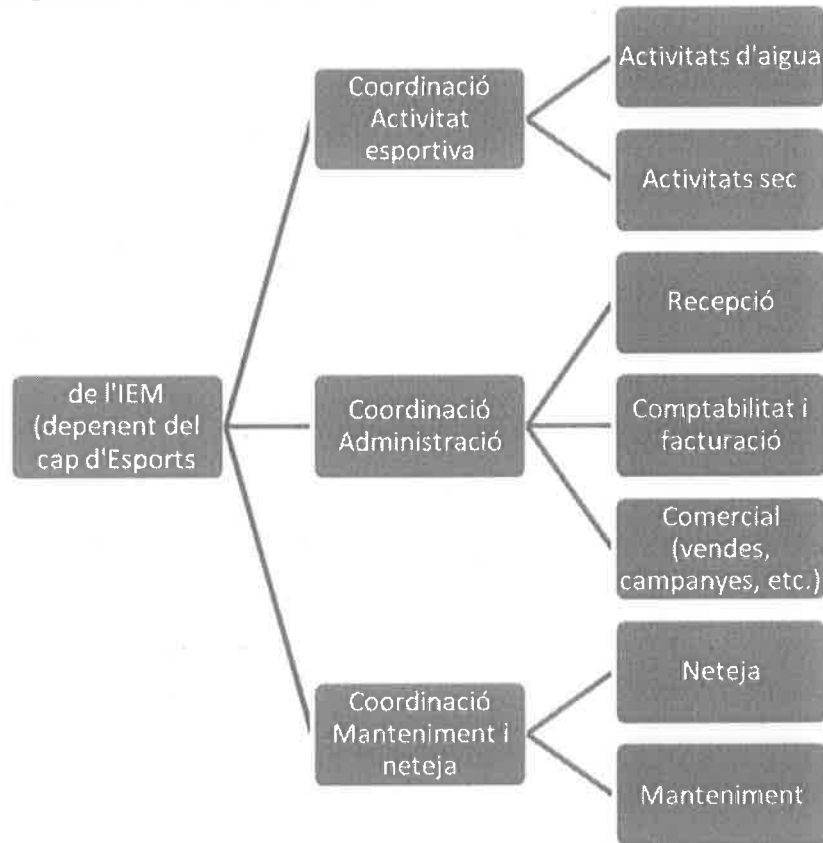 de l'IEM
(depenent del
cap d'Esports
Coordinació
Activitat
esportiva
Activitats d'aigua
Activitats sec
Coordinació
Administració
Recepció
Comptabilitat i
facturació
Comercial
(vendes,
campanyes, etc.)
Coordinació
Manteniment i
neteja
Neteja
Manteniment